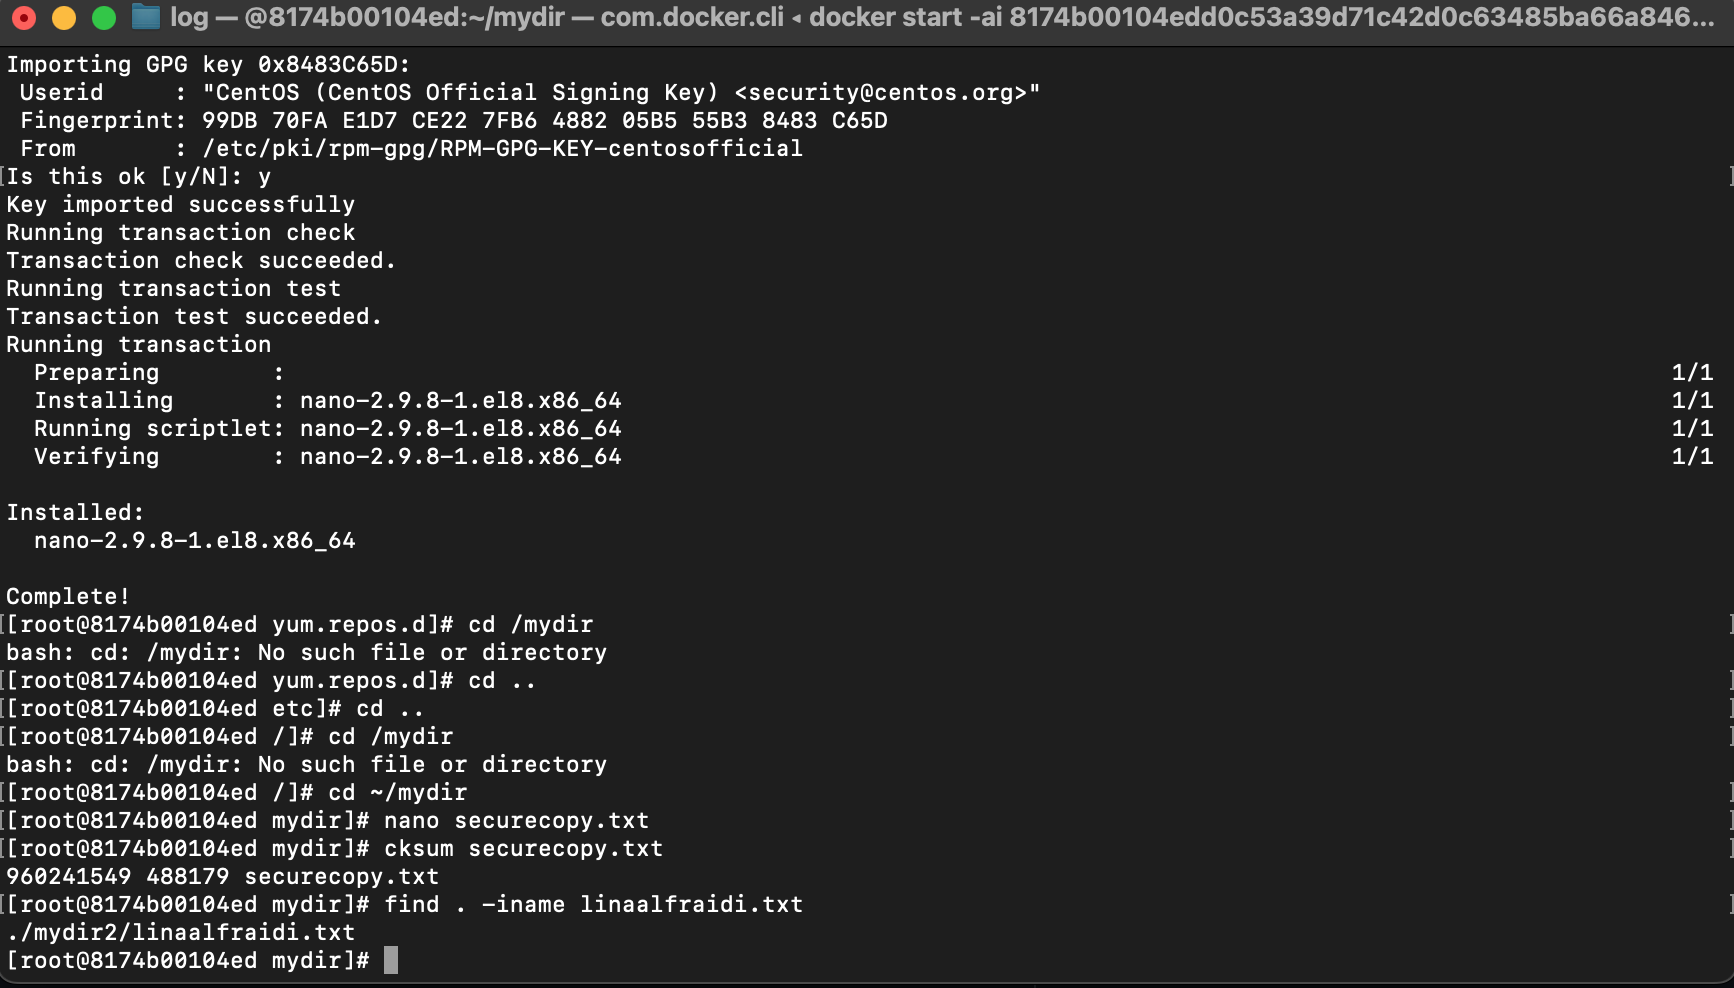 log — @8174b00104ed:~/mydir — com.docker.cli ◂ docker start -ai 8174b00104edd0c53a39d71c42d0c63485ba66a846...
Importing GPG key 0x8483C65D:
 Userid     : "CentOS (CentOS Official Signing Key) <security@centos.org>"
 Fingerprint: 99DB 70FA E1D7 CE22 7FB6 4882 05B5 55B3 8483 C65D
 From       : /etc/pki/rpm-gpg/RPM-GPG-KEY-centosofficial
[Is this ok [y/N]: y ]
Key imported successfully
Running transaction check
Transaction check succeeded.
Running transaction test
Transaction test succeeded.
Running transaction
  Preparing        : 1/1
  Installing       : nano-2.9.8-1.el8.x86_64 1/1
  Running scriptlet: nano-2.9.8-1.el8.x86_64 1/1
  Verifying        : nano-2.9.8-1.el8.x86_64 1/1
Installed:
  nano-2.9.8-1.el8.x86_64
Complete!
[[root@8174b00104ed yum.repos.d]# cd /mydir ]
bash: cd: /mydir: No such file or directory
[[root@8174b00104ed yum.repos.d]# cd .. ]
[[root@8174b00104ed etc]# cd .. ]
[[root@8174b00104ed /]# cd /mydir ]
bash: cd: /mydir: No such file or directory
[[root@8174b00104ed /]# cd ~/mydir ]
[[root@8174b00104ed mydir]# nano securecopy.txt ]
[[root@8174b00104ed mydir]# cksum securecopy.txt ]
960241549 488179 securecopy.txt
[[root@8174b00104ed mydir]# find . -iname linaalfraidi.txt ]
./mydir2/linaalfraidi.txt
[root@8174b00104ed mydir]#